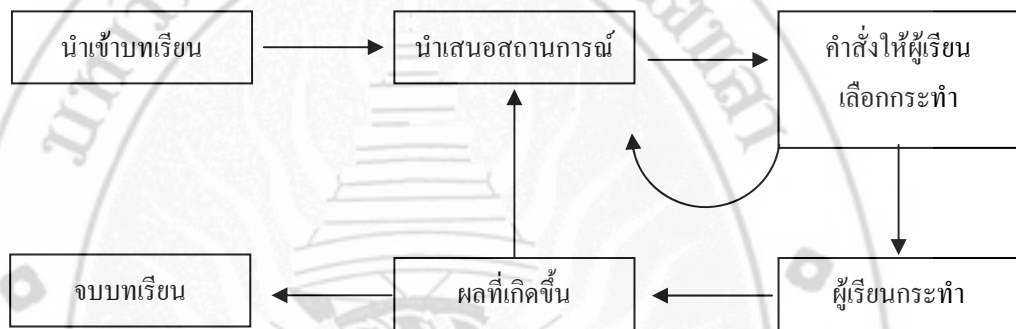 นำเข้าบทเรียน
นำเสนอสถานการณ์
คำสั่งให้ผู้เรียน
เลือกกระทำ
จบบทเรียน
ผลที่เกิดขึ้น
ผู้เรียนกระทำ